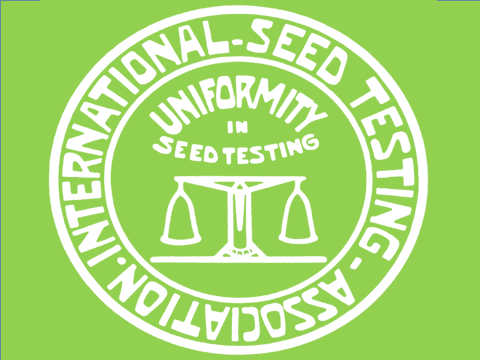 INTERNATIONAL-SEED TESTING-ASSOCIATION.
UNIFORMITY
IN
SEED TESTING